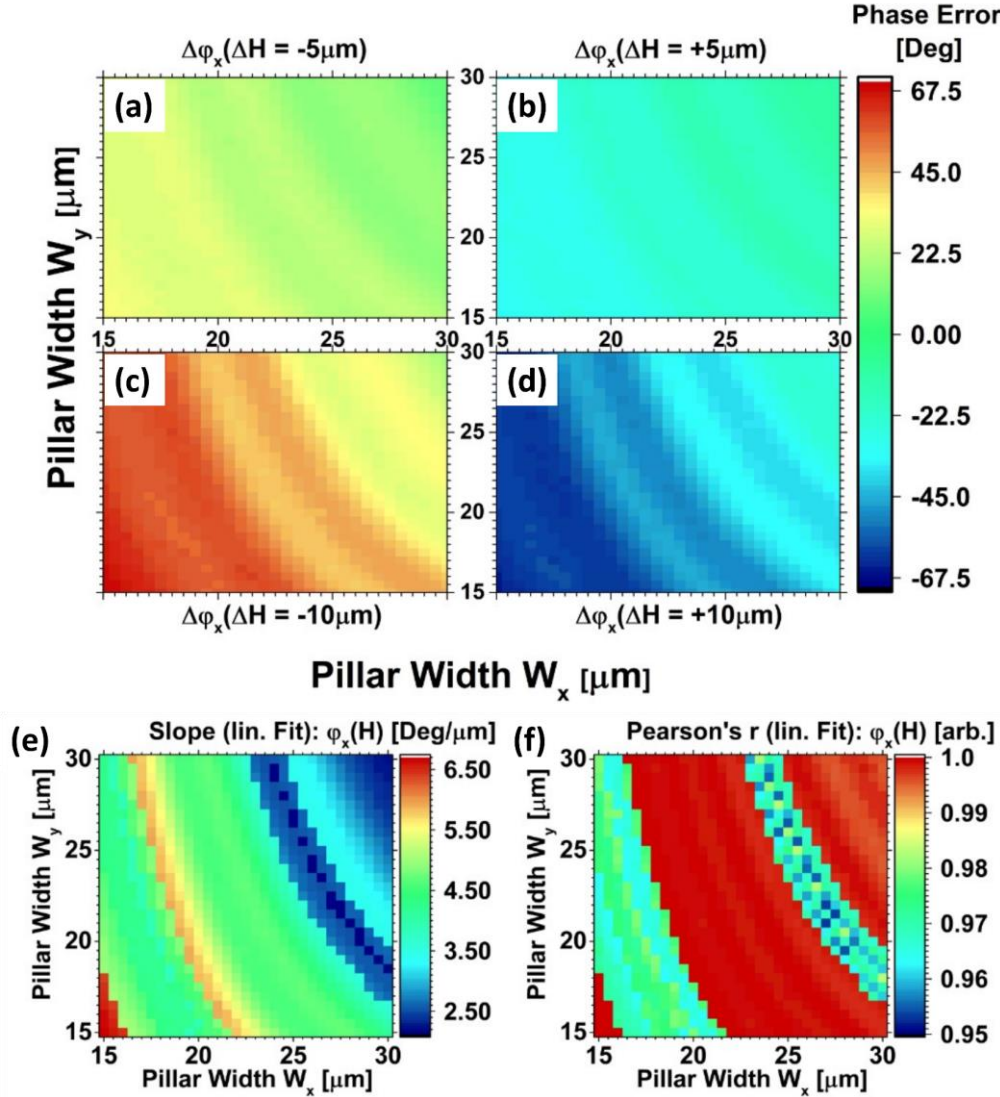 Phase Error
[Deg]
Δφx(ΔH = -5μm)
Δφx(ΔH = +5μm)
(a)
(b)
30
25
20
15
15 20 25 30
15 20 25 30
67.5
45.0
22.5
0.00
-22.5
-45.0
-67.5
Pillar Width Wy [μm]
(c)
(d)
30
25
20
15
Δφx(ΔH = -10μm)
Δφx(ΔH = +10μm)
Pillar Width Wx [μm]
(e)
Slope (lin. Fit): φx(H) [Deg/μm]
30
25
20
15
15 20 25 30
6.50
5.50
4.50
3.50
2.50
Pillar Width Wy [μm]
Pillar Width Wx [μm]
(f)
Pearson's r (lin. Fit): φx(H) [arb.]
30
25
20
15
15 20 25 30
1.0
0.99
0.98
0.97
0.96
0.95
Pillar Width Wy [μm]
Pillar Width Wx [μm]